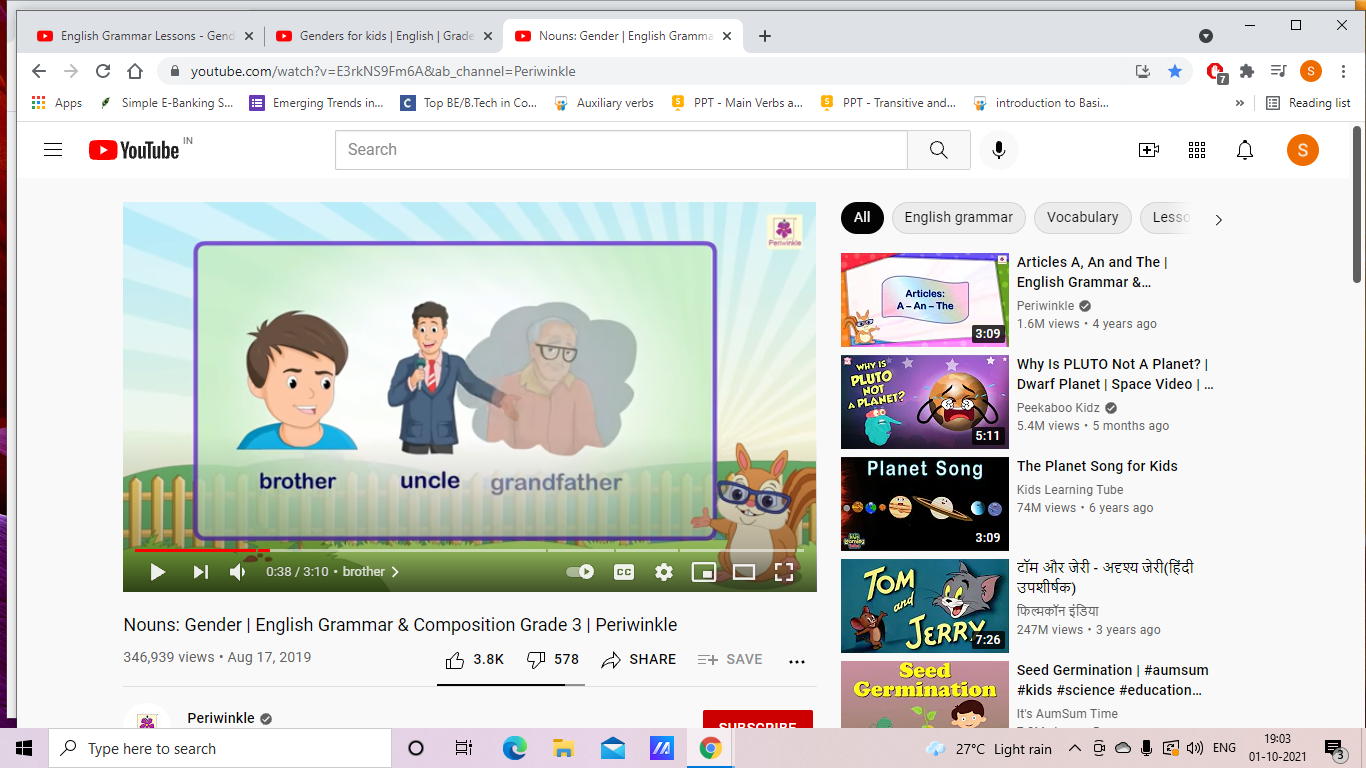 English Grammar Lessons - Gend
Genders for kids | English | Grade
Nouns: Gender | English Gramma
youtube.com/watch?v=E3rkNS9Fm6A&ab_channel=Periwinkle
7
S
Apps
Simple E-Banking S...
Emerging Trends in...
Top BE/B.Tech in Co...
Auxiliary verbs
PPT - Main Verbs a...
PPT - Transitive and...
introduction to Basi...
»
Reading list
YouTube IN
Search
S
Periwinkle
brother
uncle
grandfather
0:38 / 3:10 • brother
CC
Nouns: Gender | English Grammar & Composition Grade 3 | Periwinkle
346,939 views • Aug 17, 2019
3.8K
578
SHARE
SAVE
Periwinkle
SUBSCRIBE
All
English grammar
Vocabulary
Lesso
Articles:
A – An – The
3:09
Articles A, An and The |
English Grammar &...
Periwinkle
1.6M views • 4 years ago
WHY IS
PLUTO
NOT
A PLANET?
5:11
Why Is PLUTO Not A Planet? |
Dwarf Planet | Space Video | ...
Peekaboo Kidz
5.4M views • 5 months ago
Planet Song
3:09
The Planet Song for Kids
Kids Learning Tube
74M views • 6 years ago
TOM
and
JERRY
7:26
टॉम और जेरी - अदृश्य जेरी(हिंदी
उपशीर्षक)
फिल्मकॉन इंडिया
247M views • 3 years ago
Seed
Germination
Seed Germination | #aumsum
#kids #science #education...
It's AumSum Time
Type here to search
27°C Light rain
ENG
19:03
01-10-2021
3